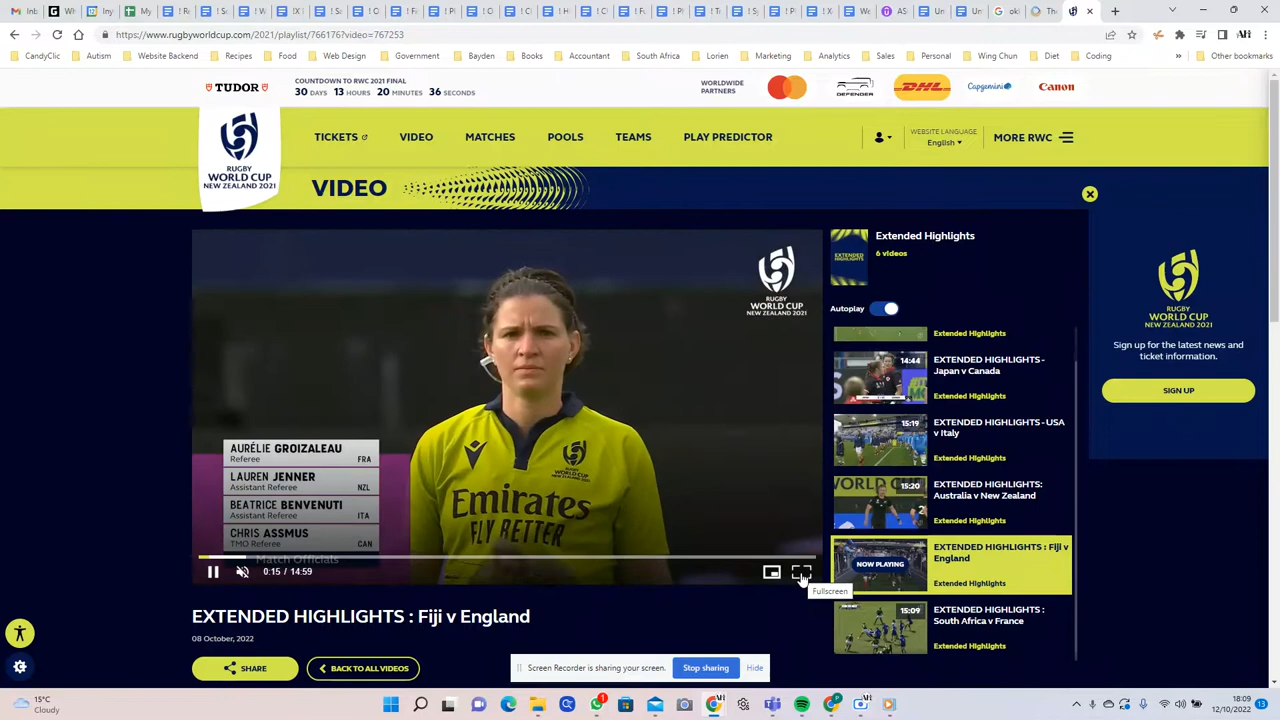 https://www.rugbyworldcup.com/2021/playlist/766176?video=767253
CandyClic
Autism
Website Backend
Recipes
Food
Web Design
Government
Bayden
Books
Accountant
South Africa
Lorien
Marketing
Analytics
Sales
Personal
Wing Chun
Diet
Coding
»
Other bookmarks
TUDOR
COUNTDOWN TO RWC 2021 FINAL
30 DAYS 13 HOURS 20 MINUTES 36 SECONDS
WORLDWIDE
PARTNERS
DEFENDER
DHL
Capgemini
Canon
RUGBY
WORLD CUP
NEW ZEALAND 2021
TICKETS
VIDEO
MATCHES
POOLS
TEAMS
PLAY PREDICTOR
WEBSITE LANGUAGE
English
MORE RWC
VIDEO
RUGBY
WORLD CUP
NEW ZEALAND 2021
AURÉLIE GROIZALEAU
Referee FRA
LAUREN JENNER
Assistant Referee NZL
BEATRICE BENVENUTI
Assistant Referee ITA
CHRIS ASSMUS
TMO Referee CAN
Match Officials
Emirates
FLY BETTER
0:15 / 14:59
Fullscreen
Extended Highlights
6 videos
Autoplay
Extended Highlights
14:44
EXTENDED HIGHLIGHTS -
Japan v Canada
Extended Highlights
15:19
EXTENDED HIGHLIGHTS - USA
v Italy
Extended Highlights
15:20
EXTENDED HIGHLIGHTS:
Australia v New Zealand
Extended Highlights
NOW PLAYING
EXTENDED HIGHLIGHTS : Fiji v
England
Extended Highlights
15:09
EXTENDED HIGHLIGHTS :
South Africa v France
Extended Highlights
RUGBY
WORLD CUP
NEW ZEALAND 2021
Sign up for the latest news and
ticket information.
SIGN UP
EXTENDED HIGHLIGHTS : Fiji v England
08 October, 2022
SHARE
BACK TO ALL VIDEOS
Screen Recorder is sharing your screen.
Stop sharing
Hide
15°C
Cloudy
18:09
12/10/2022
13